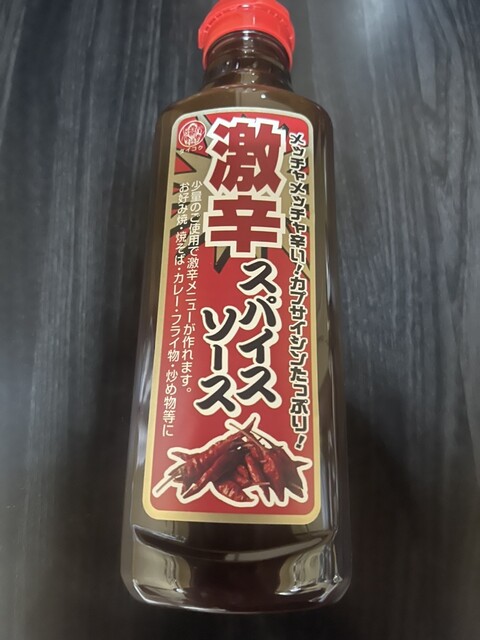 メッチャメッチャ辛い!カプサイシンたっぷり!
激辛
スパイス
ソース
少量のご使用で激辛メニューが作れます。
お好み焼・焼そば・カレー・フライ物・炒め物等に